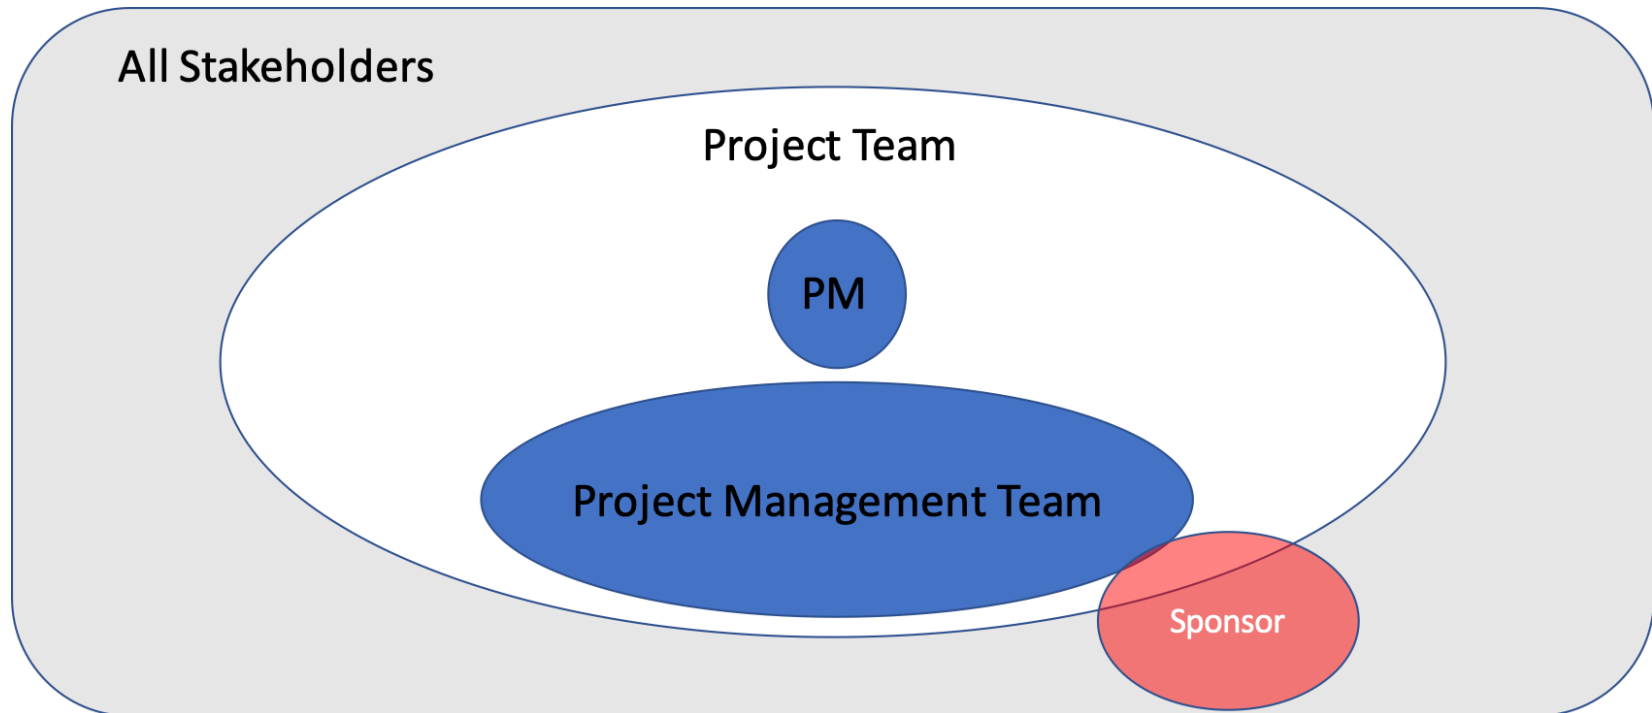 All Stakeholders
Project Team
PM
Project Management Team
Sponsor